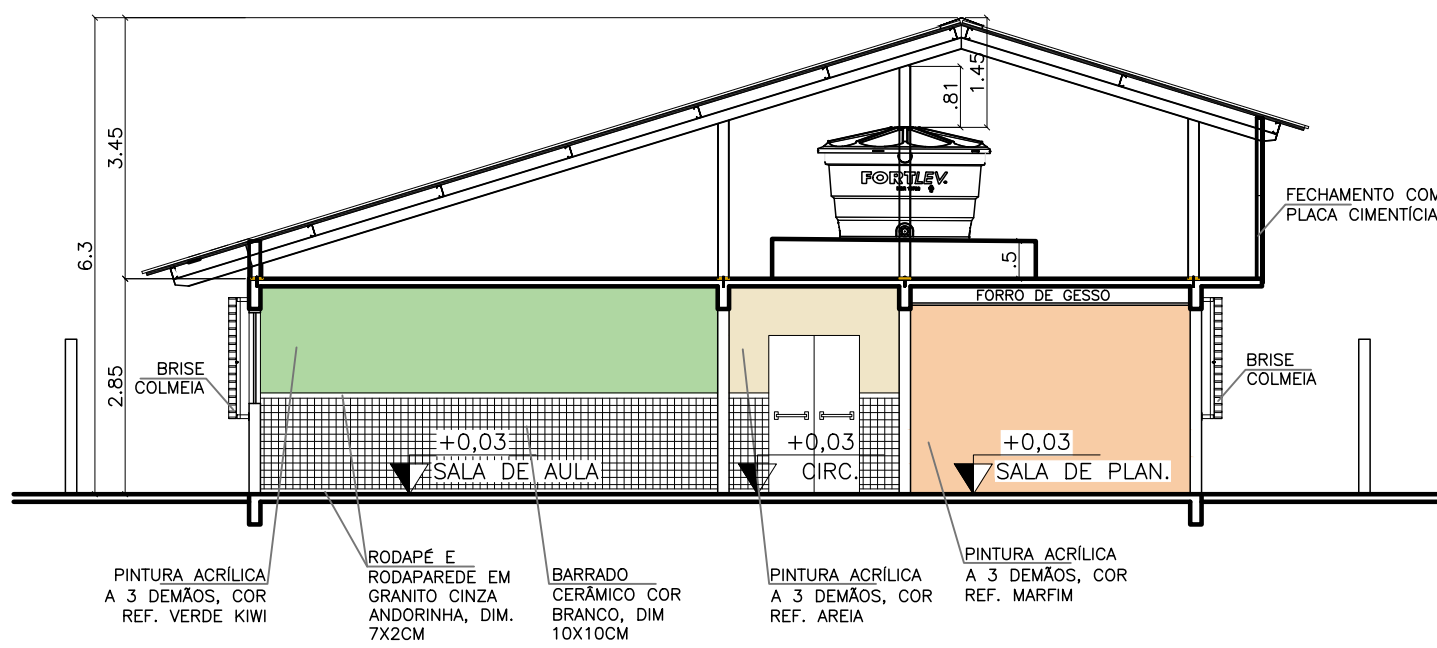 1.45
.81
3.45
6.3
FORTLEV.
FECHAMENTO COM
PLACA CIMENTÍCIA
.5
FORRO DE GESSO
2.85
BRISE
COLMEIA
BRISE
COLMEIA
+0,03
SALA DE AULA
+0,03
CIRC.
+0,03
SALA DE PLAN.
PINTURA ACRÍLICA
A 3 DEMÃOS, COR
REF. VERDE KIWI
RODAPÉ E
RODAPAREDE EM
GRANITO CINZA
ANDORINHA, DIM.
7X2CM
BARRADO
CERÂMICO COR
BRANCO, DIM
10X10CM
PINTURA ACRÍLICA
A 3 DEMÃOS, COR
REF. AREIA
PINTURA ACRÍLICA
A 3 DEMÃOS, COR
REF. MARFIM